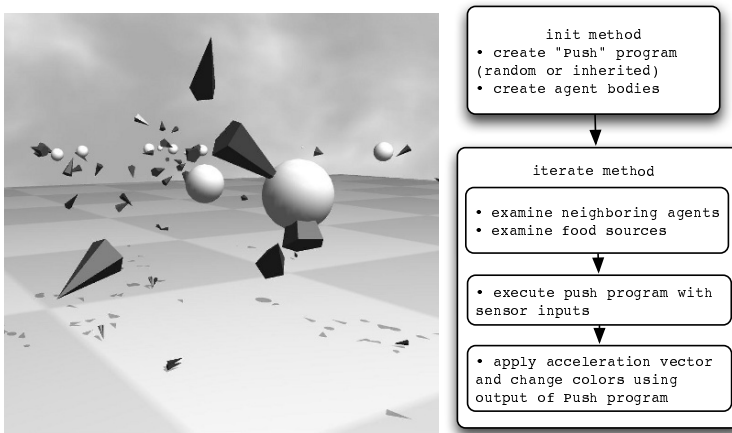 init method
• create "Push" program
(random or inherited)
• create agent bodies
iterate method
• examine neighboring agents
• examine food sources
• execute push program with
sensor inputs
• apply acceleration vector
and change colors using
output of Push program